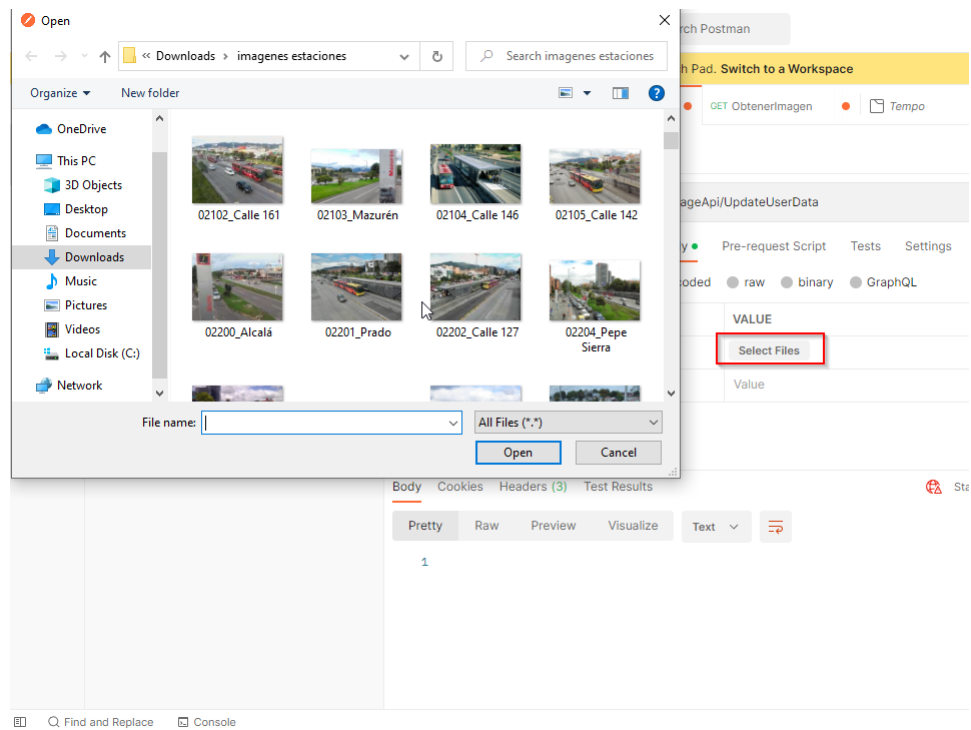 Open
« Downloads › imagenes estaciones
Search imagenes estaciones
Organize
New folder
OneDrive
This PC
3D Objects
Desktop
Documents
Downloads
Music
Pictures
Videos
Local Disk (C:)
Network
02102_Calle 161
02103_Mazurén
02104_Calle 146
02105_Calle 142
02200_Alcalá
02201_Prado
02202_Calle 127
02204_Pepe
Sierra
File name:
All Files (*.*)
Open
Cancel
rch Postman
h Pad. Switch to a Workspace
GET ObtenerImagen
Tempo
ageApi/UpdateUserData
y
Pre-request Script
Tests
Settings
coded
raw
binary
GraphQL
VALUE
Select Files
Value
Body
Cookies
Headers (3)
Test Results
Sta
Pretty
Raw
Preview
Visualize
Text
1
Find and Replace
Console